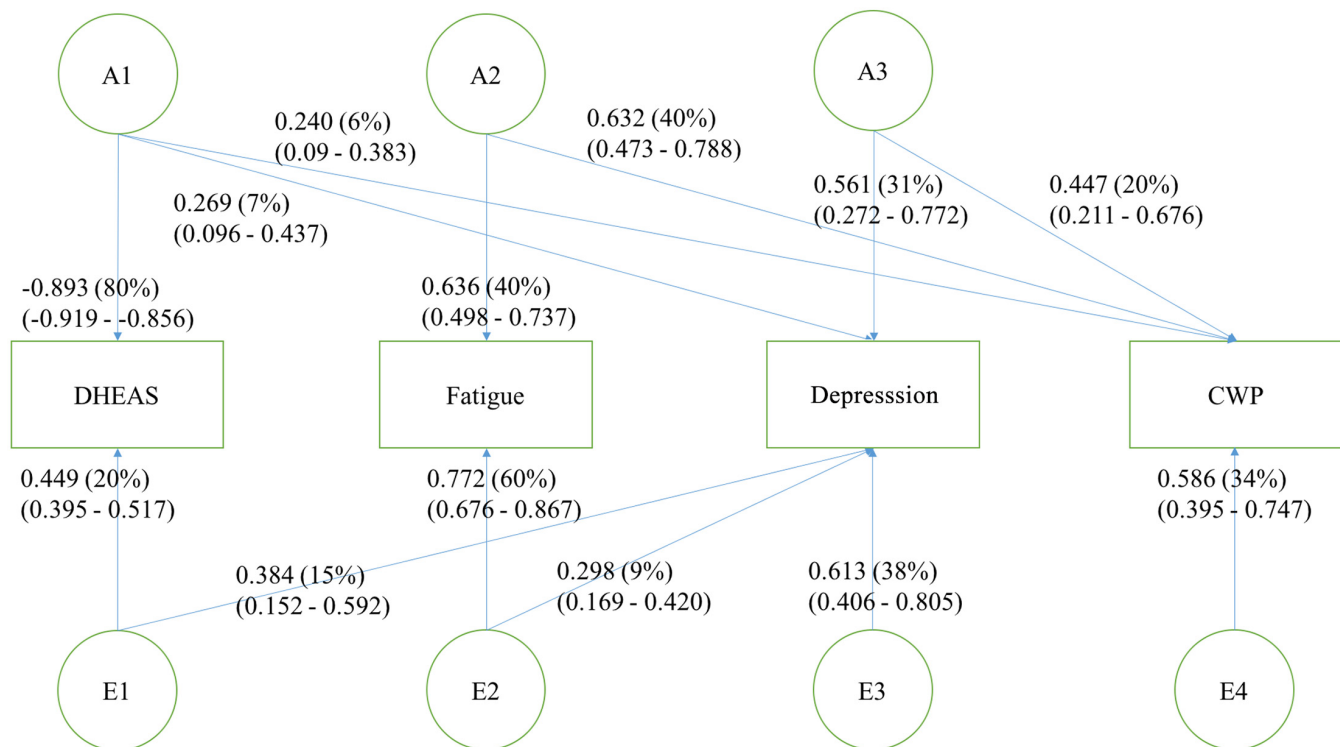 A1
A2
A3
0.240 (6%)
(0.09 - 0.383)
0.632 (40%)
(0.473 - 0.788)
0.269 (7%)
(0.096 - 0.437)
0.561 (31%)
(0.272 - 0.772)
0.447 (20%)
(0.211 - 0.676)
-0.893 (80%)
(-0.919 - -0.856)
0.636 (40%)
(0.498 - 0.737)
DHEAS
Fatigue
Depresssion
CWP
0.449 (20%)
(0.395 - 0.517)
0.772 (60%)
(0.676 - 0.867)
0.586 (34%)
(0.395 - 0.747)
0.384 (15%)
(0.152 - 0.592)
0.298 (9%)
(0.169 - 0.420)
0.613 (38%)
(0.406 - 0.805)
E1
E2
E3
E4